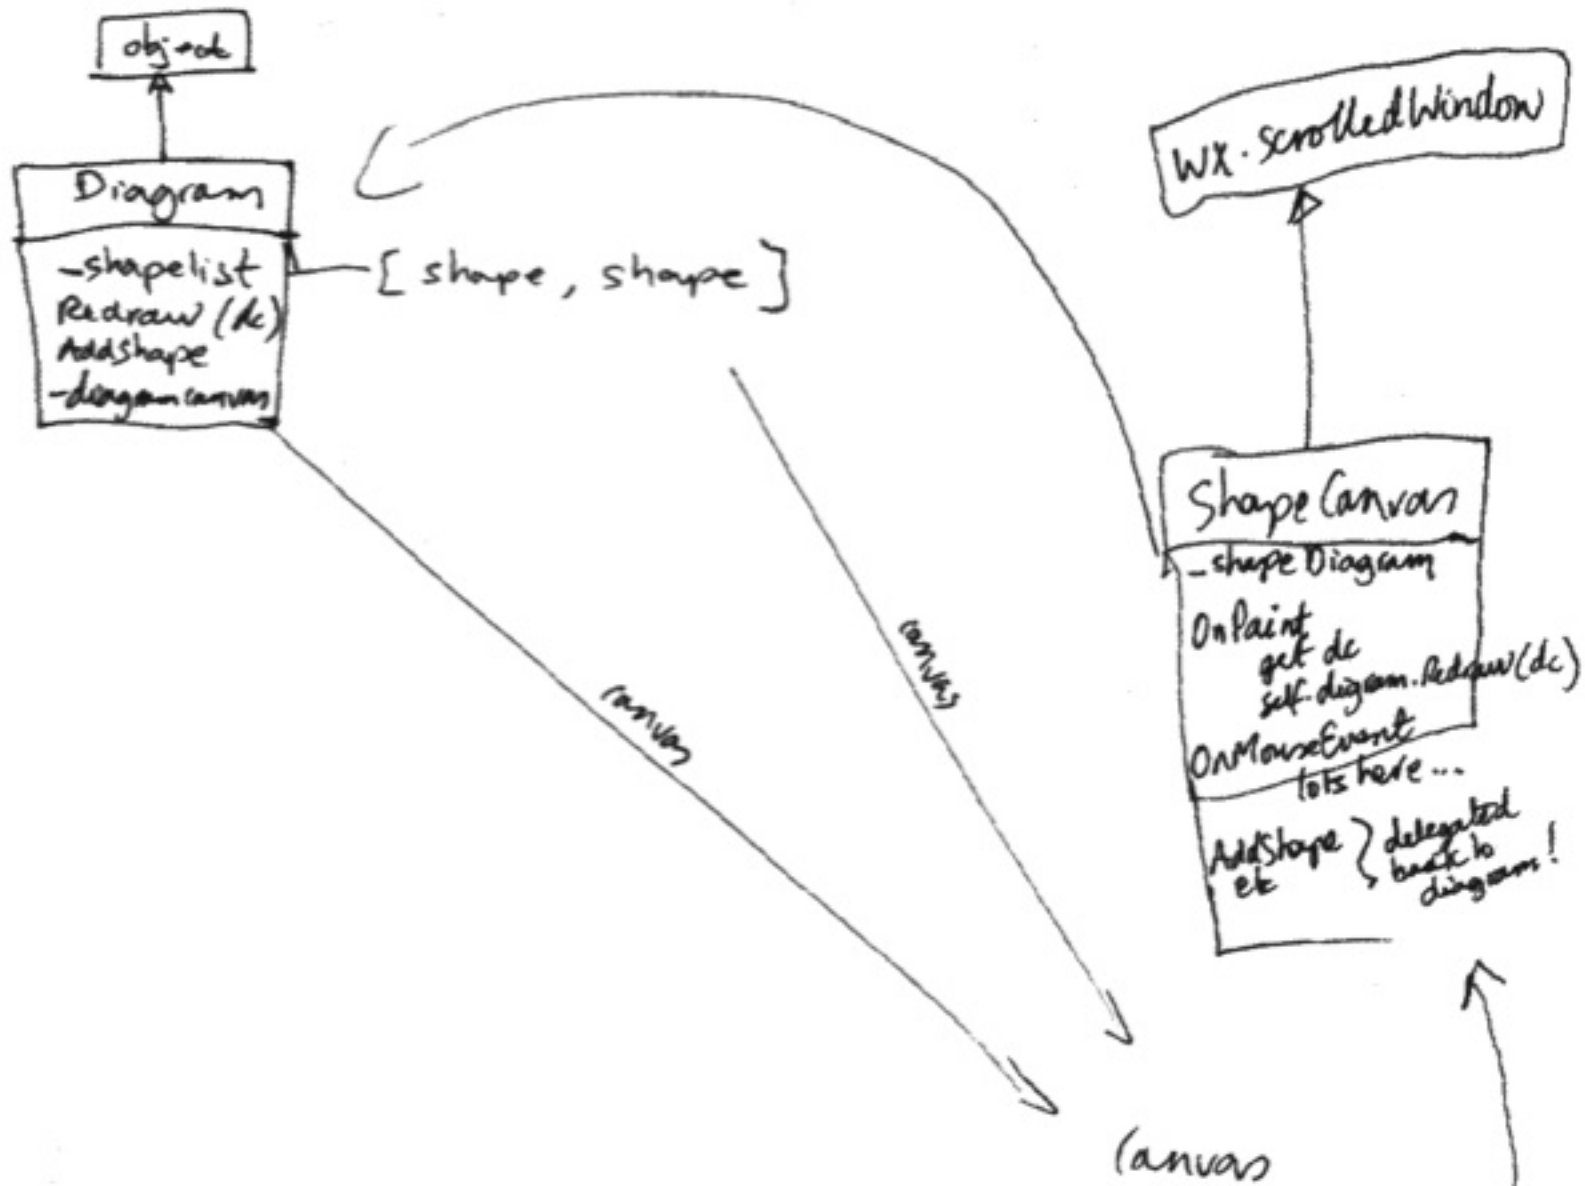 object
Diagram
_shapelist
Redraw (dc)
AddShape
_diagramcanvas
[ shape, shape ]
canvas
canvas
canvas
wx.scrolledWindow
ShapeCanvas
_shapeDiagram
OnPaint
get dc
self.digram.Redraw(dc)
OnMouseEvent
lots here...
AddShape
etc
} delegated
back to
diagram!